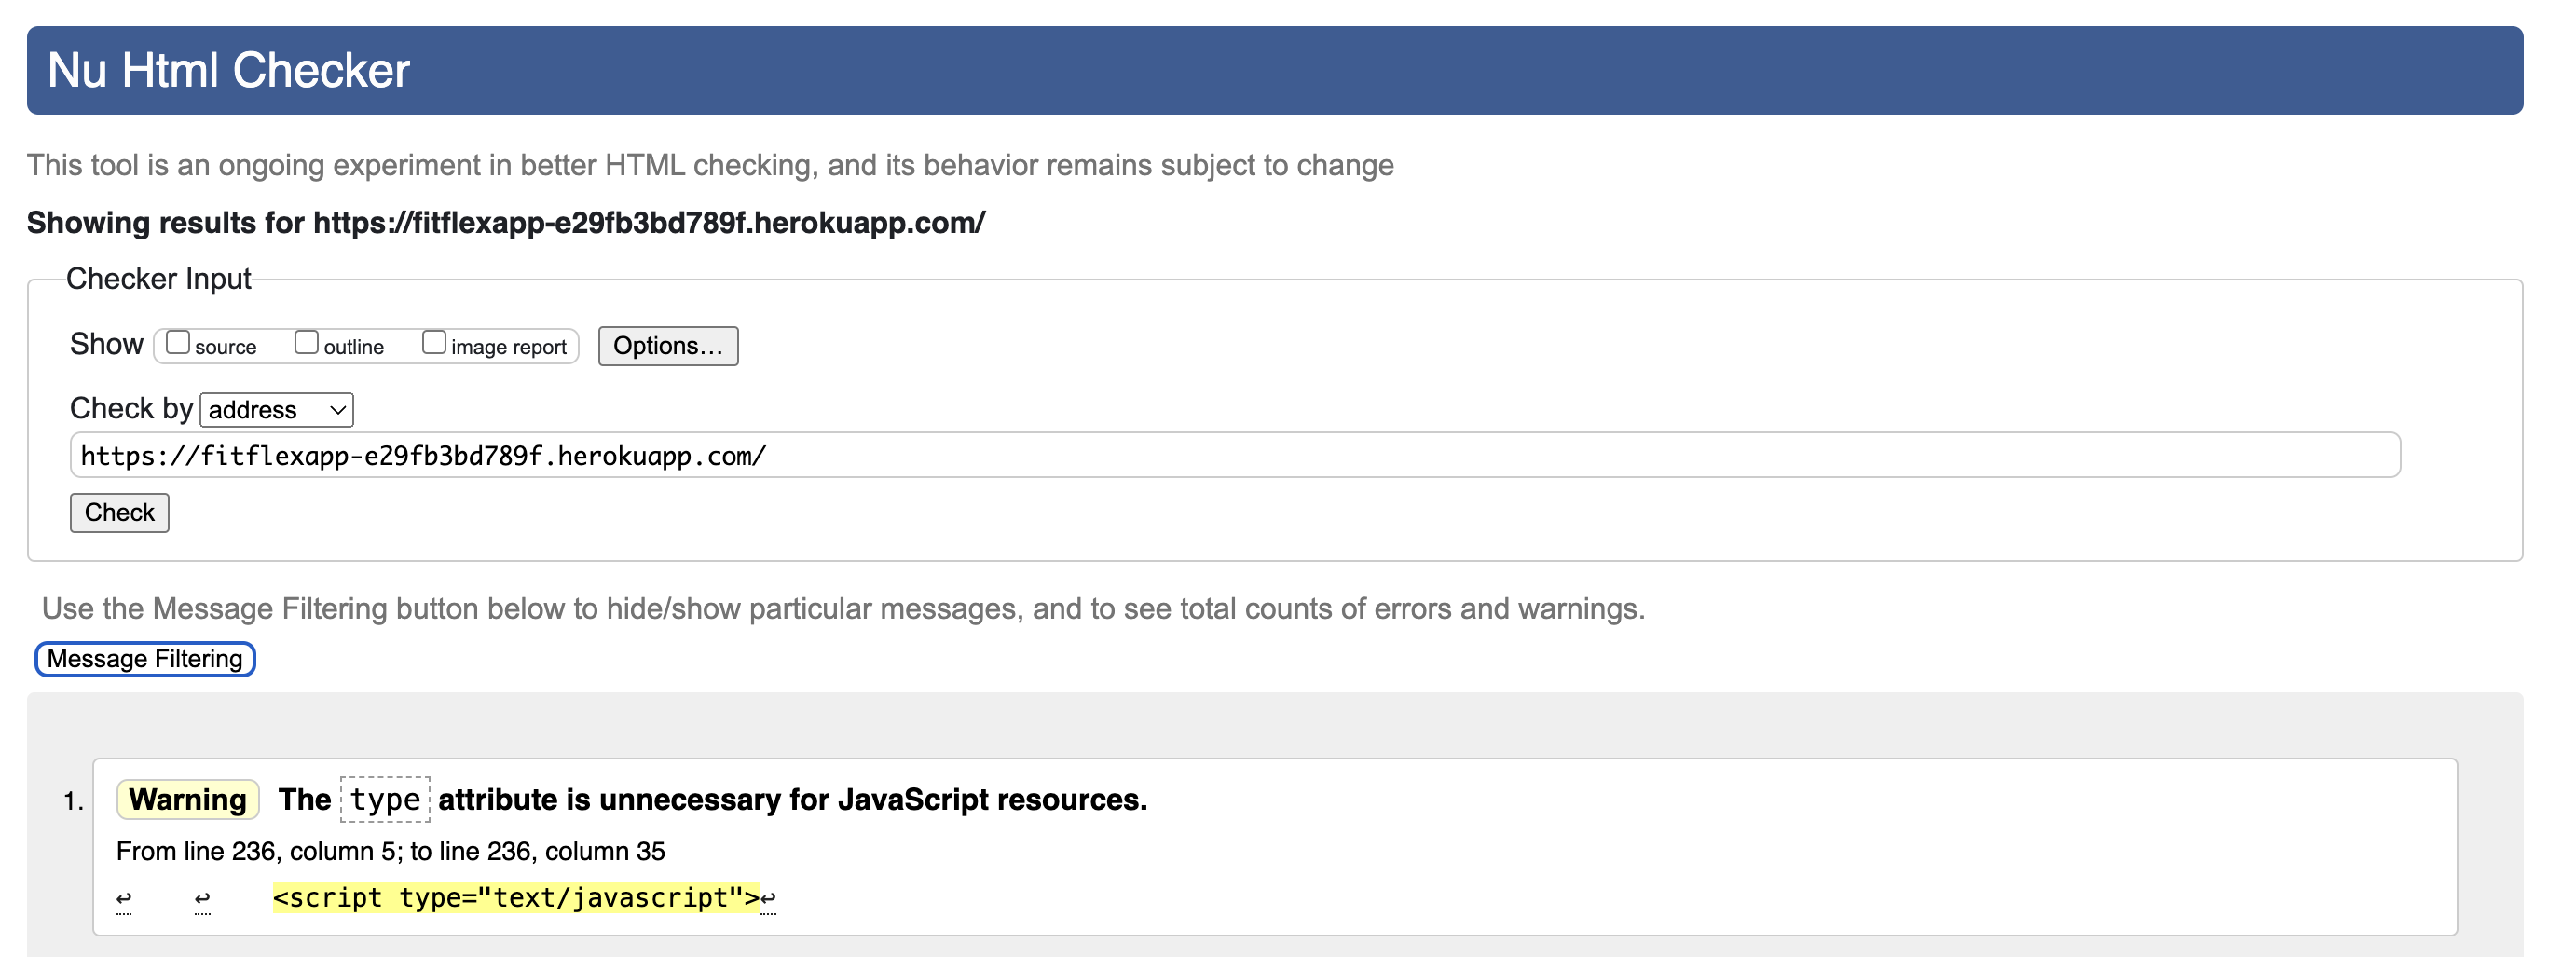 Nu Html Checker
This tool is an ongoing experiment in better HTML checking, and its behavior remains subject to change
Showing results for https://fitflexapp-e29fb3bd789f.herokuapp.com/
Checker Input
Show source outline image report Options...
Check by address
https://fitflexapp-e29fb3bd789f.herokuapp.com/
Check
Use the Message Filtering button below to hide/show particular messages, and to see total counts of errors and warnings.
Message Filtering
1. Warning The type attribute is unnecessary for JavaScript resources.
From line 236, column 5; to line 236, column 35
↩ ↩ <script type="text/javascript">↩